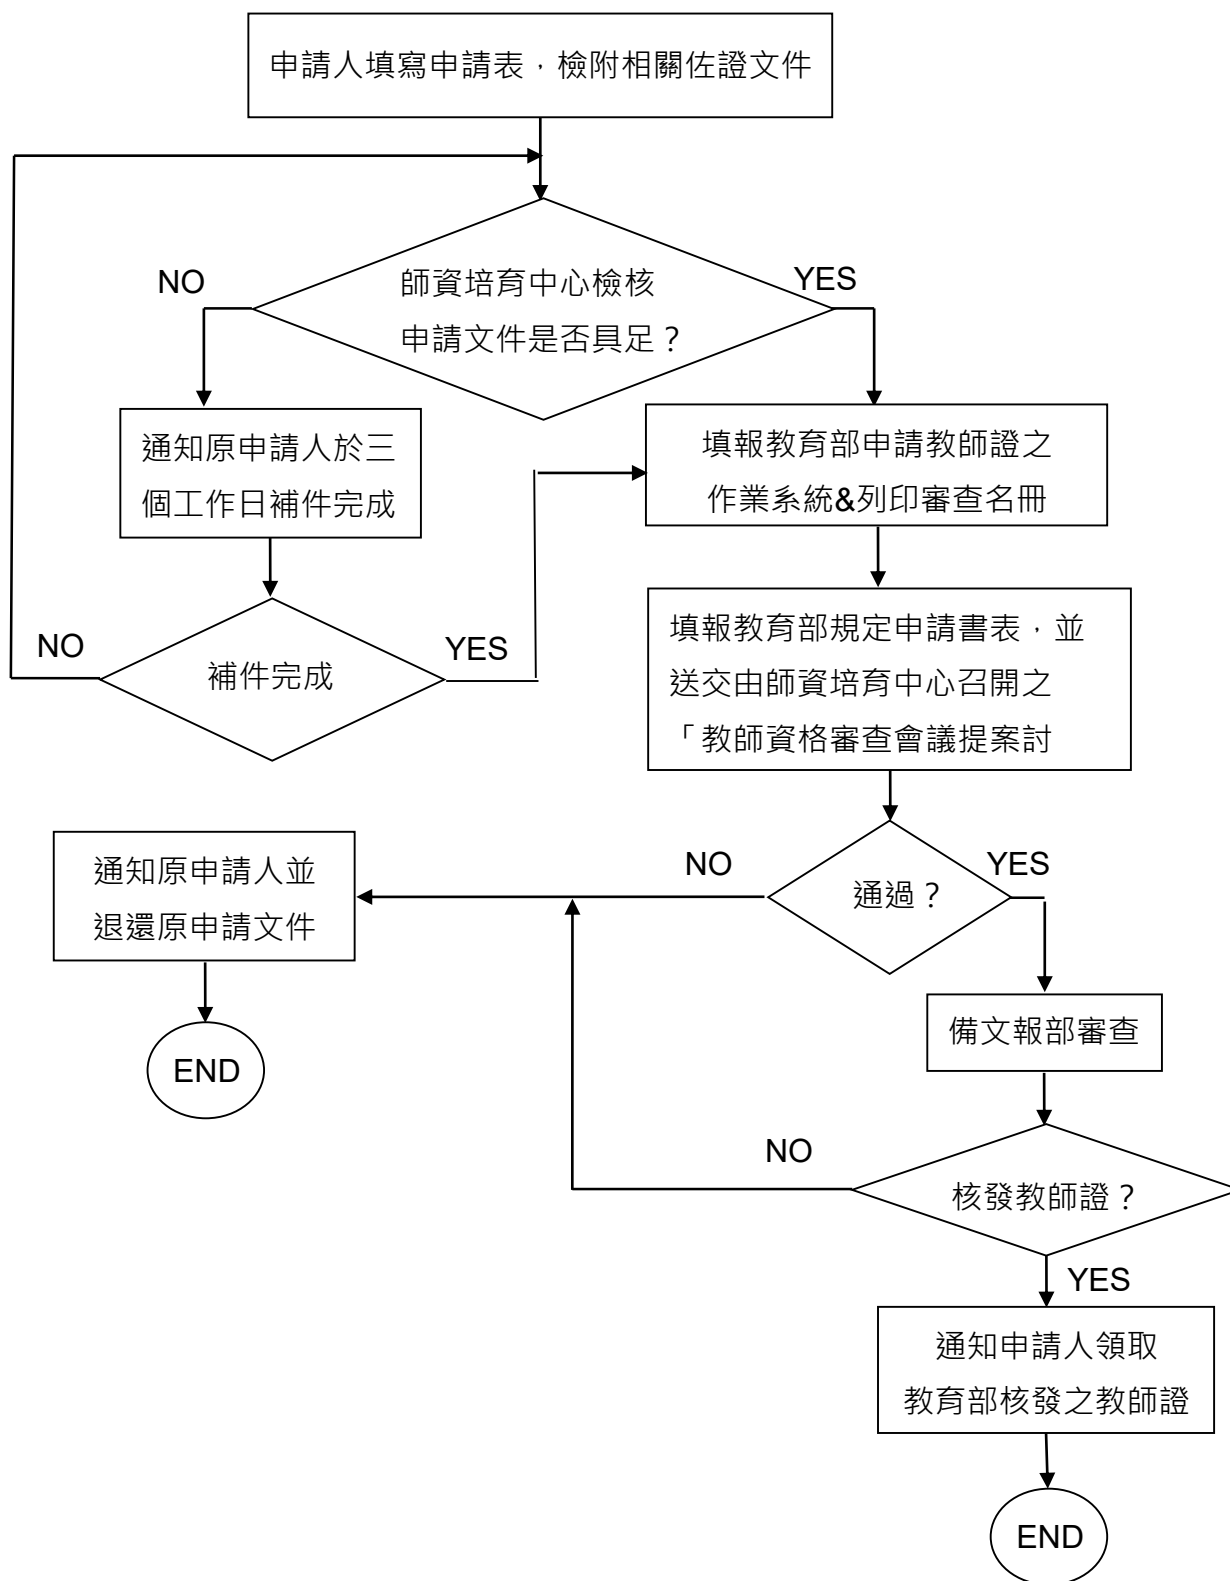 申請人填寫申請表，檢附相關佐證文件
NO
YES
師資培育中心檢核
申請文件是否具足？
通知原申請人於三
個工作日補件完成
填報教育部申請教師證之
作業系統&列印審查名冊
NO
YES
補件完成
填報教育部規定申請書表，並
送交由師資培育中心召開之
「教師資格審查會議提案討
NO
YES
通過？
通知原申請人並
退還原申請文件
END
備文報部審查
NO
核發教師證？
YES
通知申請人領取
教育部核發之教師證
END